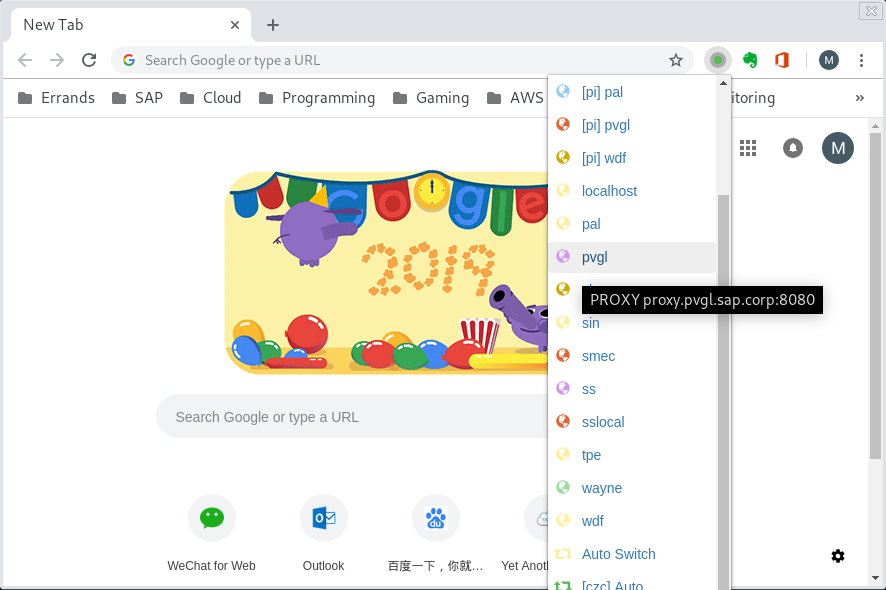 New Tab
Search Google or type a URL
M
Errands
SAP
Cloud
Programming
Gaming
AWS
itoring
»
M
Google
2019
Search Google or type a URL
WeChat for Web
Outlook
du
百度一下，你就…
Yet Anoth
[pi] pal
[pi] pvgl
[pi] wdf
localhost
pal
pvgl
PROXY proxy.pvgl.sap.corp:8080
sin
smec
ss
sslocal
tpe
wayne
wdf
Auto Switch
[czc] Auto